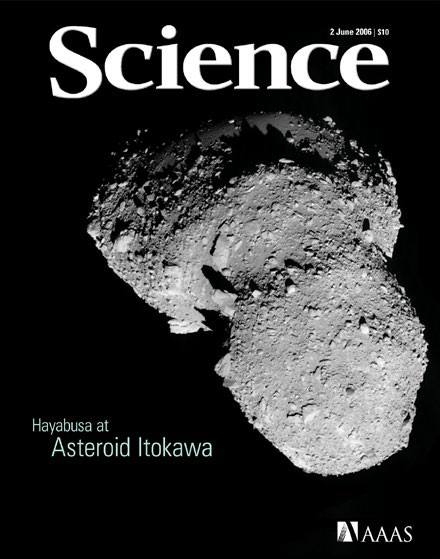 2 June 2006 | $10
Science
Hayabusa at
Asteroid Itokawa
AAAS